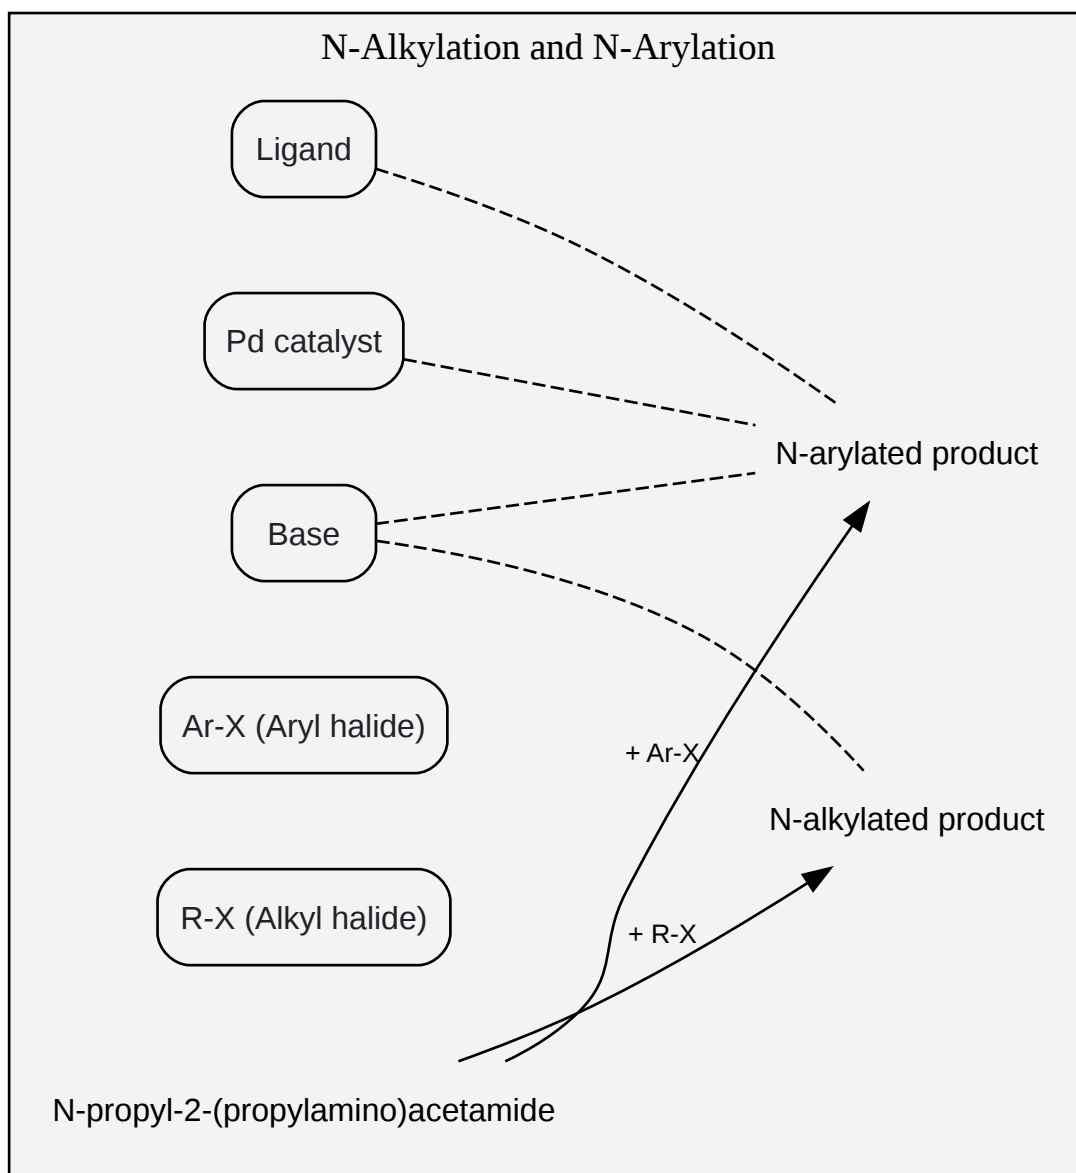 N-Alkylation and N-Arylation
Ligand
Pd catalyst
N-arylated product
Base
Ar-X (Aryl halide)
+ Ar-X
N-alkylated product
R-X (Alkyl halide)
+ R-X
N-propyl-2-(propylamino)acetamide